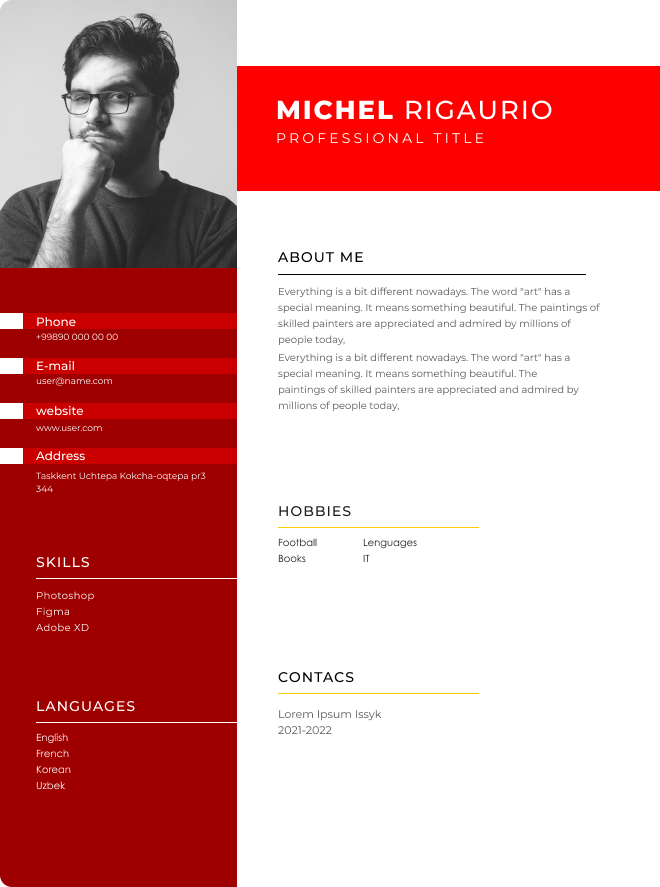 MICHEL RIGAURIO
PROFESSIONAL TITLE
Phone
+99890 000 00 00
E-mail
user@name.com
website
www.user.com
Address
Taskkent Uchtepa Kokcha-oqtepa pr3
344
SKILLS
Photoshop
Figma
Adobe XD
LANGUAGES
English
French
Korean
Uzbek
ABOUT ME
Everything is a bit different nowadays. The word "art" has a
special meaning. It means something beautiful. The paintings of
skilled painters are appreciated and admired by millions of
people today,
Everything is a bit different nowadays. The word "art" has a
special meaning. It means something beautiful. The
paintings of skilled painters are appreciated and admired by
millions of people today,
HOBBIES
Football Lenguages
Books IT
CONTACS
Lorem Ipsum Issyk
2021-2022